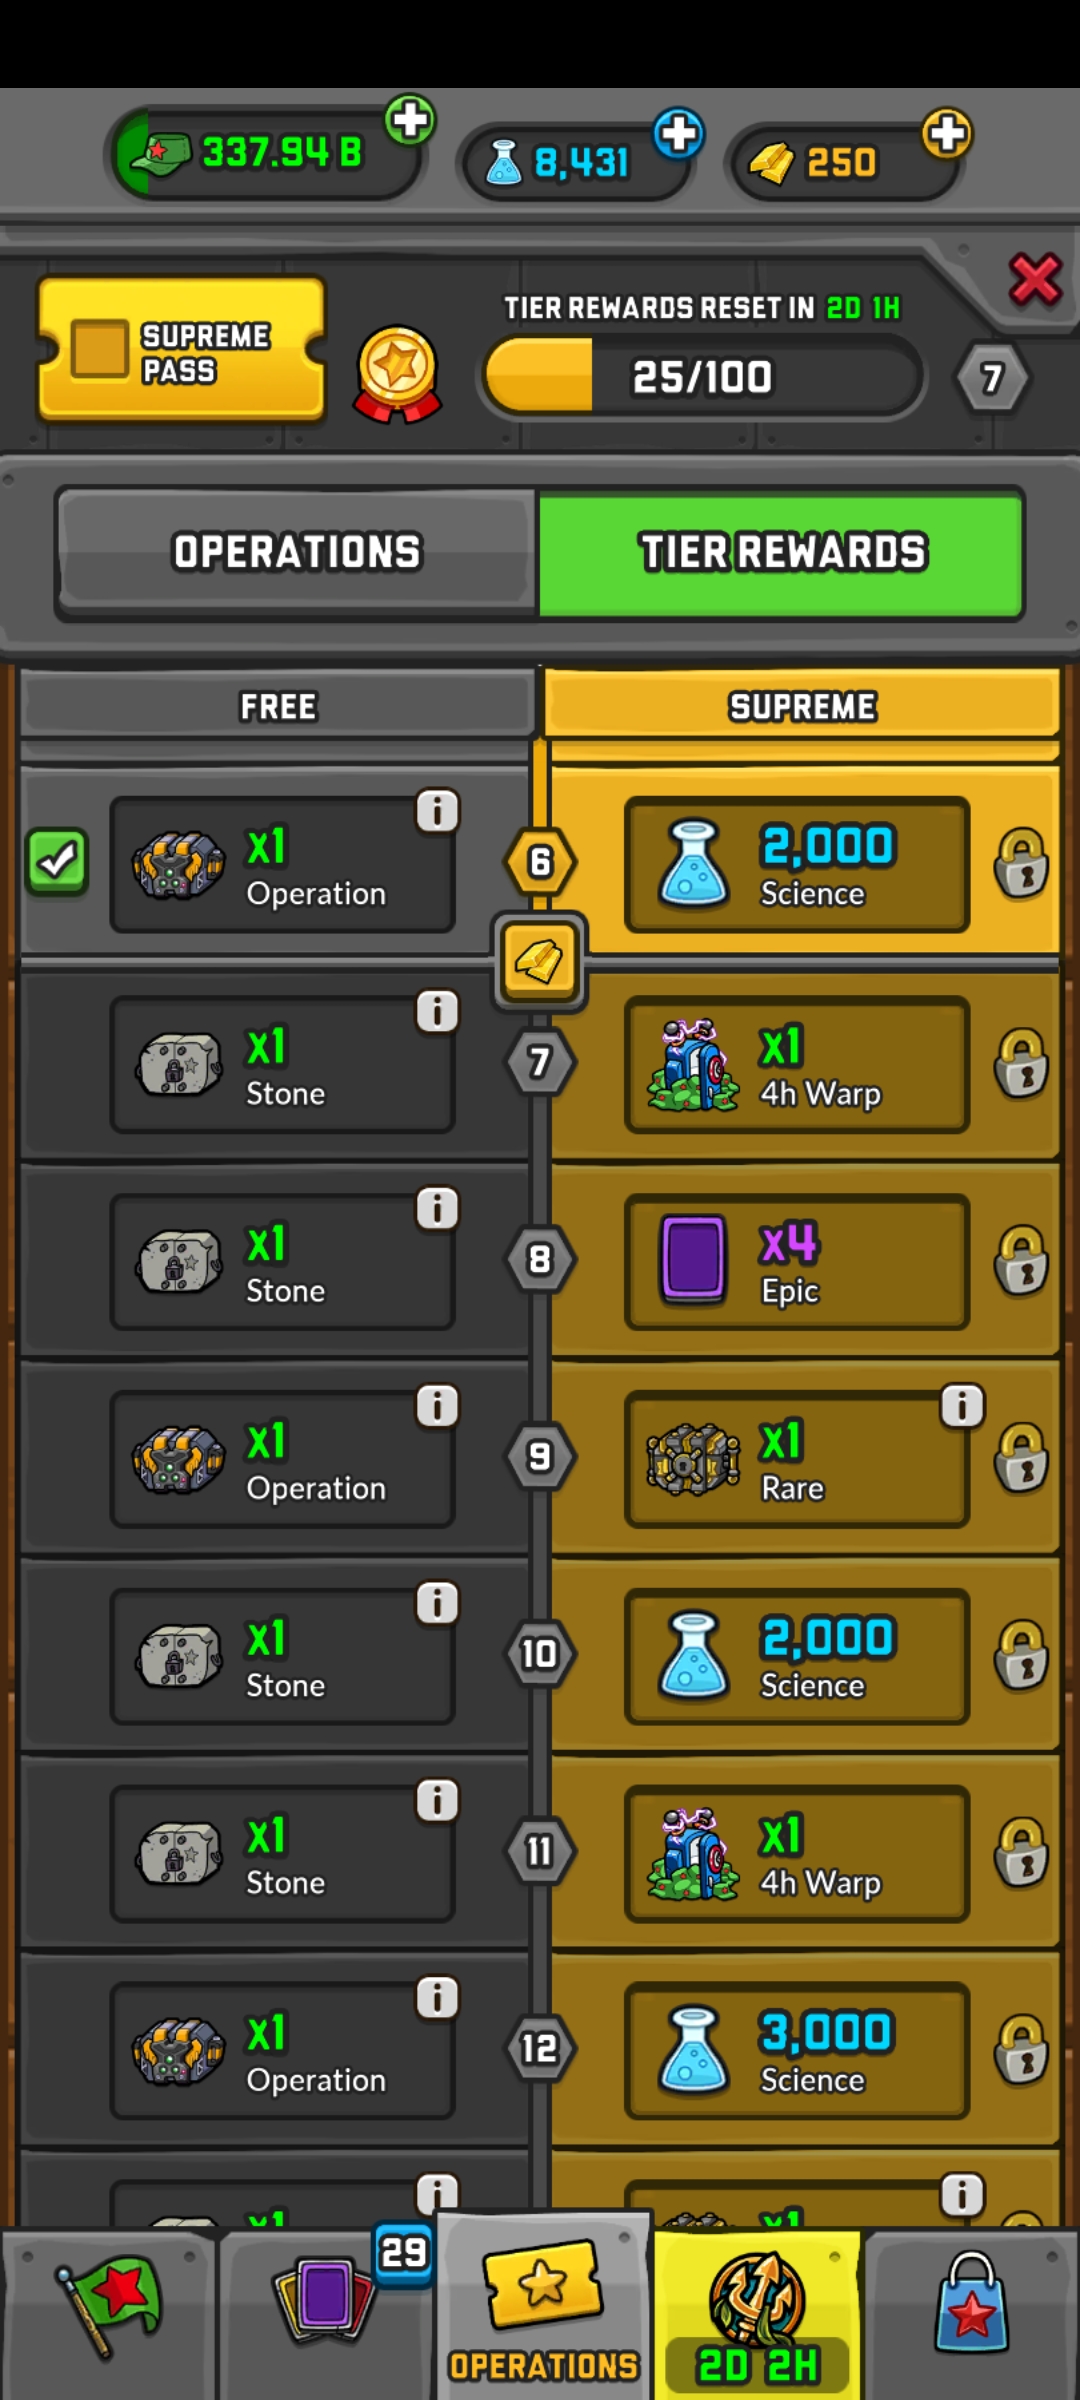 337.94 B
8,431
250
SUPREME
PASS
TIER REWARDS RESET IN 2D 1H
25/100
7
OPERATIONS
TIER REWARDS
FREE
SUPREME
x1
Operation
i
6
2,000
Science
x1
Stone
i
7
x1
4h Warp
x1
Stone
i
8
x4
Epic
x1
Operation
i
9
x1
Rare
i
x1
Stone
i
10
2,000
Science
x1
Stone
i
11
x1
4h Warp
x1
Operation
i
12
3,000
Science
x1
i
x1
i
29
OPERATIONS
2D 2H